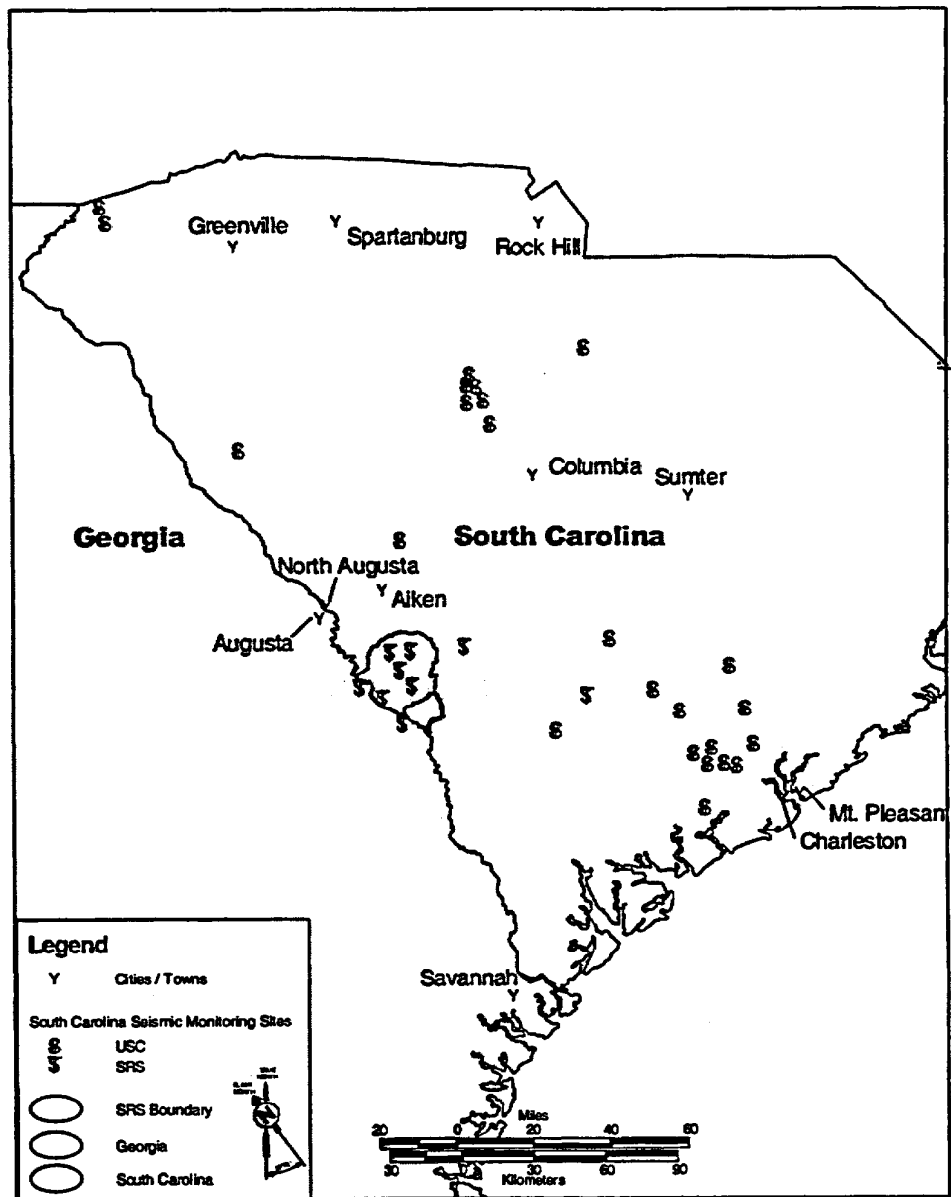 Greenville
Spartanburg
Rock Hill
Columbia
Sumter
Georgia
South Carolina
North Augusta
Aiken
Augusta
Mt. Pleasan
Charleston
Savannah
Legend
Y Cities / Towns
South Carolina Seismic Monitoring Sites
USC
SRS
SRS Boundary
Georgia
South Carolina
Miles
20 0 20 40 60
30 0 30 60 90
Kilometers